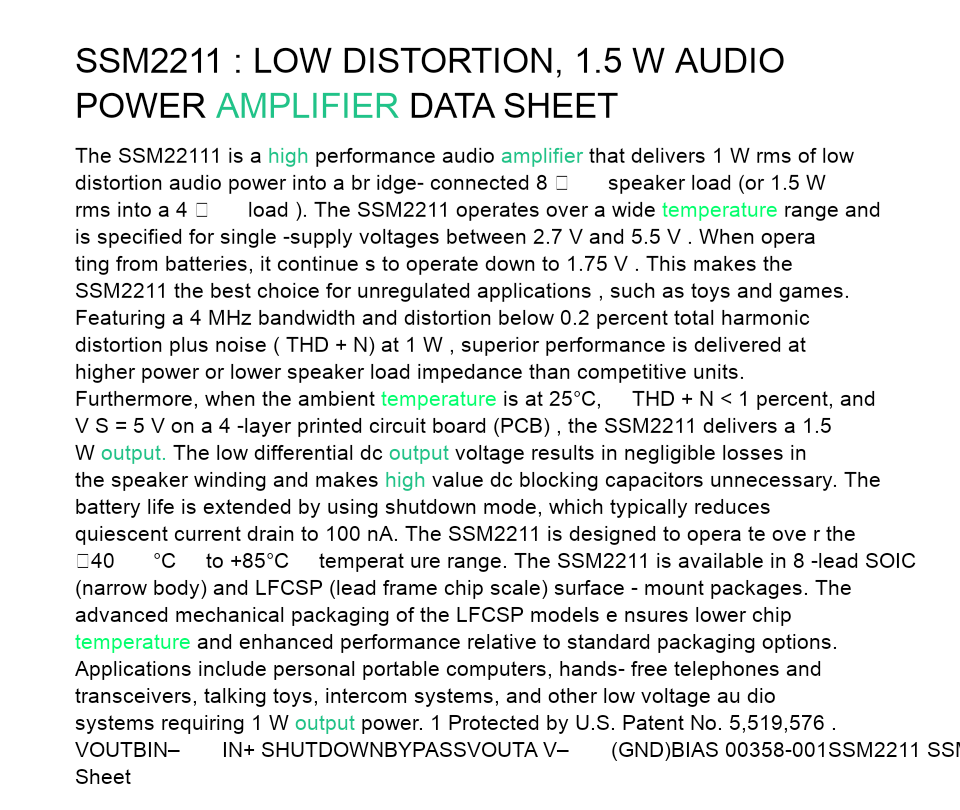 SSM2211 : LOW DISTORTION, 1.5 W AUDIO
POWER AMPLIFIER DATA SHEET
The SSM22111 is a high performance audio amplifier that delivers 1 W rms of low
distortion audio power into a br idge- connected 8 □ speaker load (or 1.5 W
rms into a 4 □ load ). The SSM2211 operates over a wide temperature range and
is specified for single -supply voltages between 2.7 V and 5.5 V . When opera
ting from batteries, it continue s to operate down to 1.75 V . This makes the
SSM2211 the best choice for unregulated applications , such as toys and games.
Featuring a 4 MHz bandwidth and distortion below 0.2 percent total harmonic
distortion plus noise ( THD + N) at 1 W , superior performance is delivered at
higher power or lower speaker load impedance than competitive units.
Furthermore, when the ambient temperature is at 25°C, THD + N < 1 percent, and
V S = 5 V on a 4 -layer printed circuit board (PCB) , the SSM2211 delivers a 1.5
W output. The low differential dc output voltage results in negligible losses in
the speaker winding and makes high value dc blocking capacitors unnecessary. The
battery life is extended by using shutdown mode, which typically reduces
quiescent current drain to 100 nA. The SSM2211 is designed to opera te ove r the
□40 °C to +85°C temperat ure range. The SSM2211 is available in 8 -lead SOIC
(narrow body) and LFCSP (lead frame chip scale) surface - mount packages. The
advanced mechanical packaging of the LFCSP models e nsures lower chip
temperature and enhanced performance relative to standard packaging options.
Applications include personal portable computers, hands- free telephones and
transceivers, talking toys, intercom systems, and other low voltage au dio
systems requiring 1 W output power. 1 Protected by U.S. Patent No. 5,519,576 .
VOUTBIN– IN+ SHUTDOWNBYPASSVOUTA V– (GND)BIAS 00358-001SSM2211
Sheet